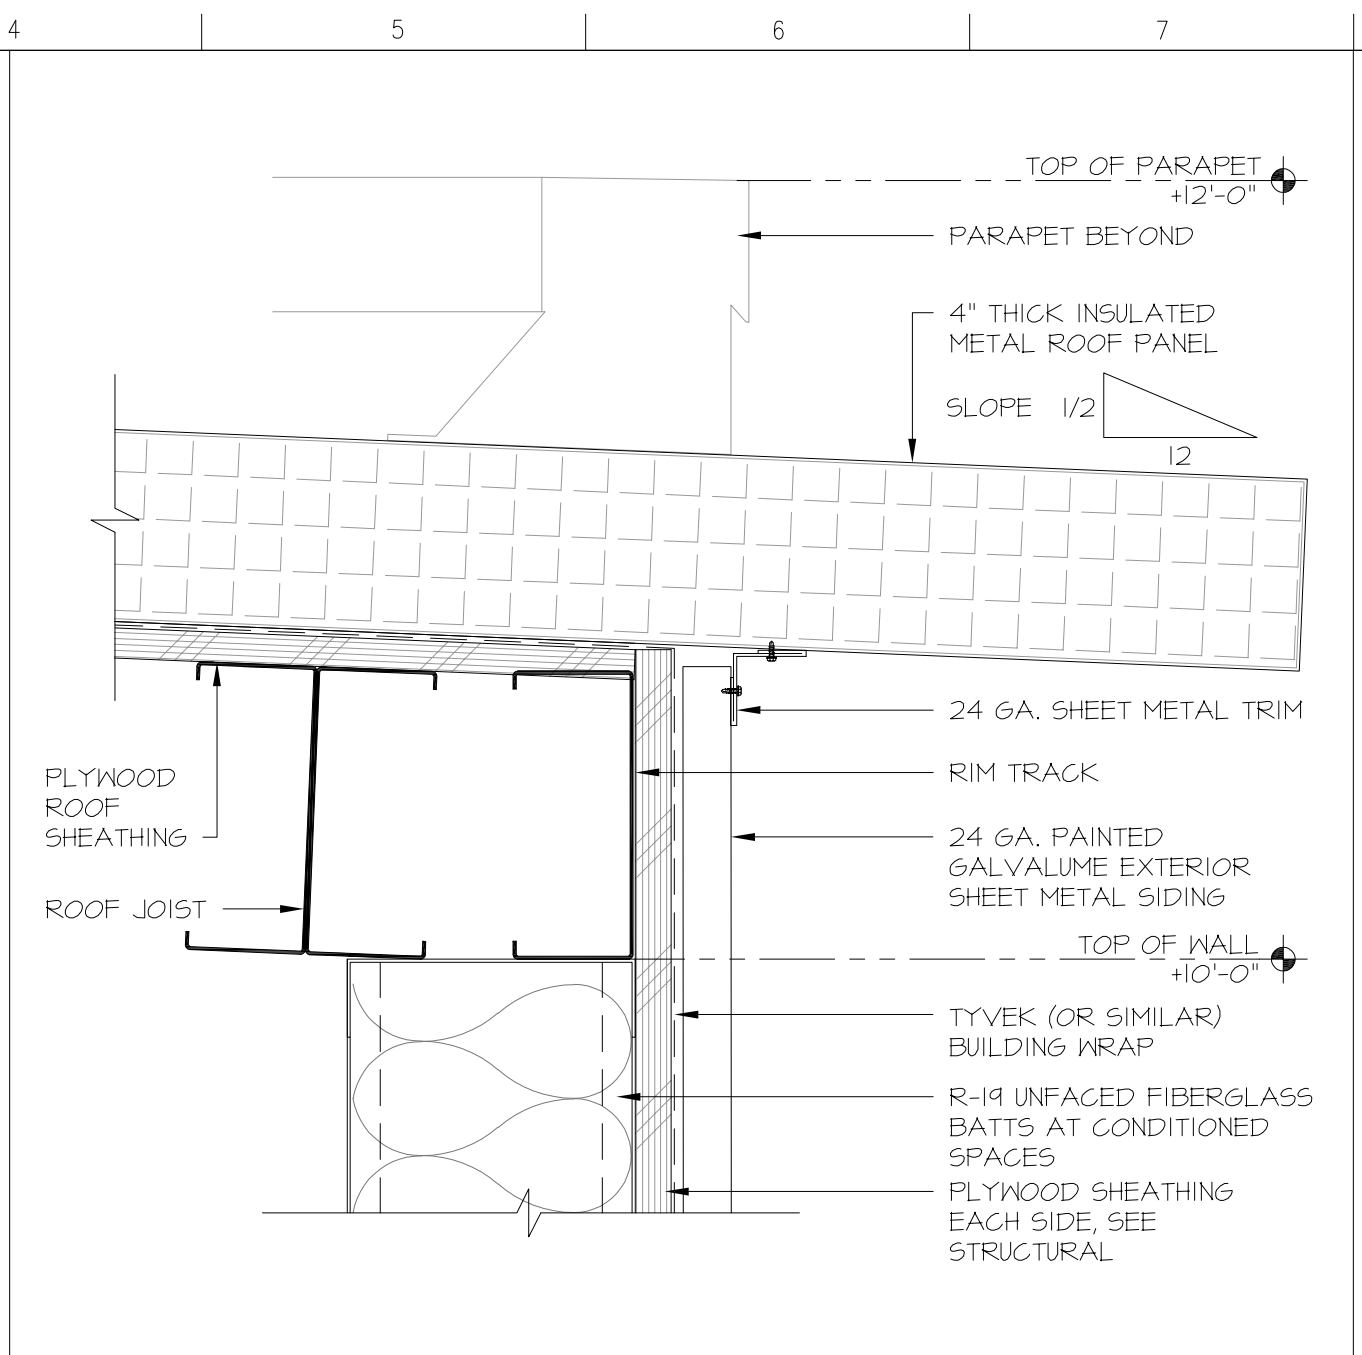 4 5 6 7
TOP OF PARAPET
+12'-0"
PARAPET BEYOND
4" THICK INSULATED
METAL ROOF PANEL
SLOPE 1/2
12
24 GA. SHEET METAL TRIM
PLYWOOD
ROOF
SHEATHING
RIM TRACK
24 GA. PAINTED
GALVALUME EXTERIOR
SHEET METAL SIDING
ROOF JOIST
TOP OF WALL
+10'-0"
TYVEK (OR SIMILAR)
BUILDING WRAP
R-19 UNFACED FIBERGLASS
BATTS AT CONDITIONED
SPACES
PLYWOOD SHEATHING
EACH SIDE, SEE
STRUCTURAL